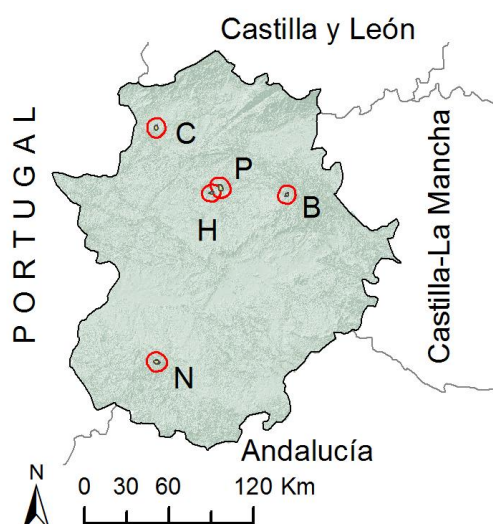 Castilla y León
PORTUGAL
C
P
B
H
Castilla-La Mancha
N
Andalucía
N
0 30 60 120 Km